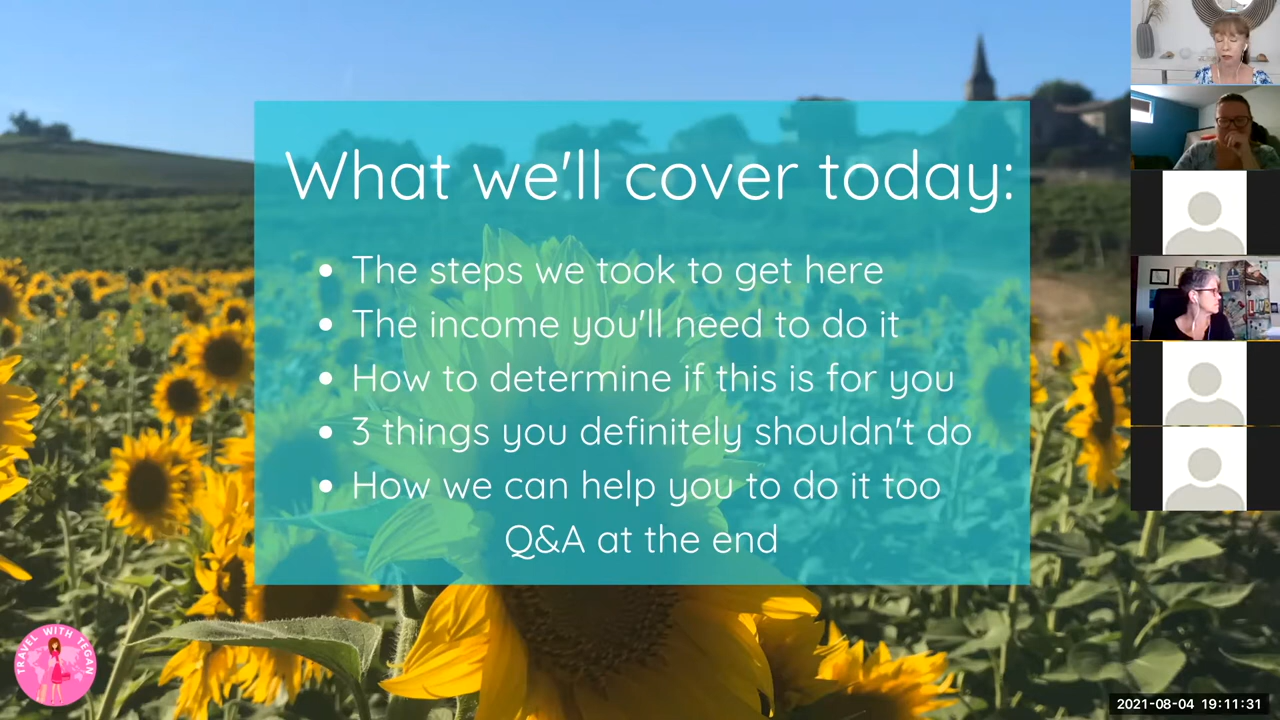 What we'll cover today:
The steps we took to get here
The income you'll need to do it
How to determine if this is for you
3 things you definitely shouldn't do
How we can help you to do it too
Q&A at the end
TRAVEL WITH TEGAN
2021-08-04 19:11:31